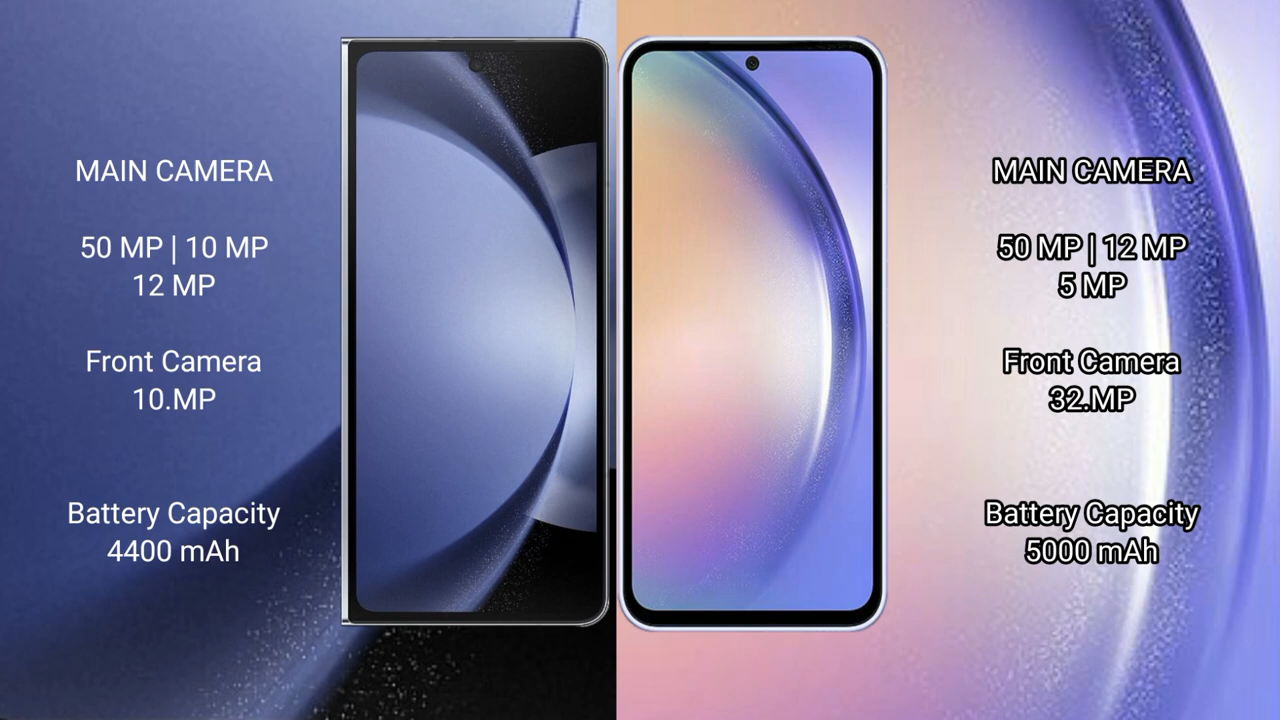 MAIN CAMERA
50 MP | 10 MP
12 MP
Front Camera
10.MP
Battery Capacity
4400 mAh
MAIN CAMERA
50 MP | 12 MP
5 MP
Front Camera
32.MP
Battery Capacity
5000 mAh